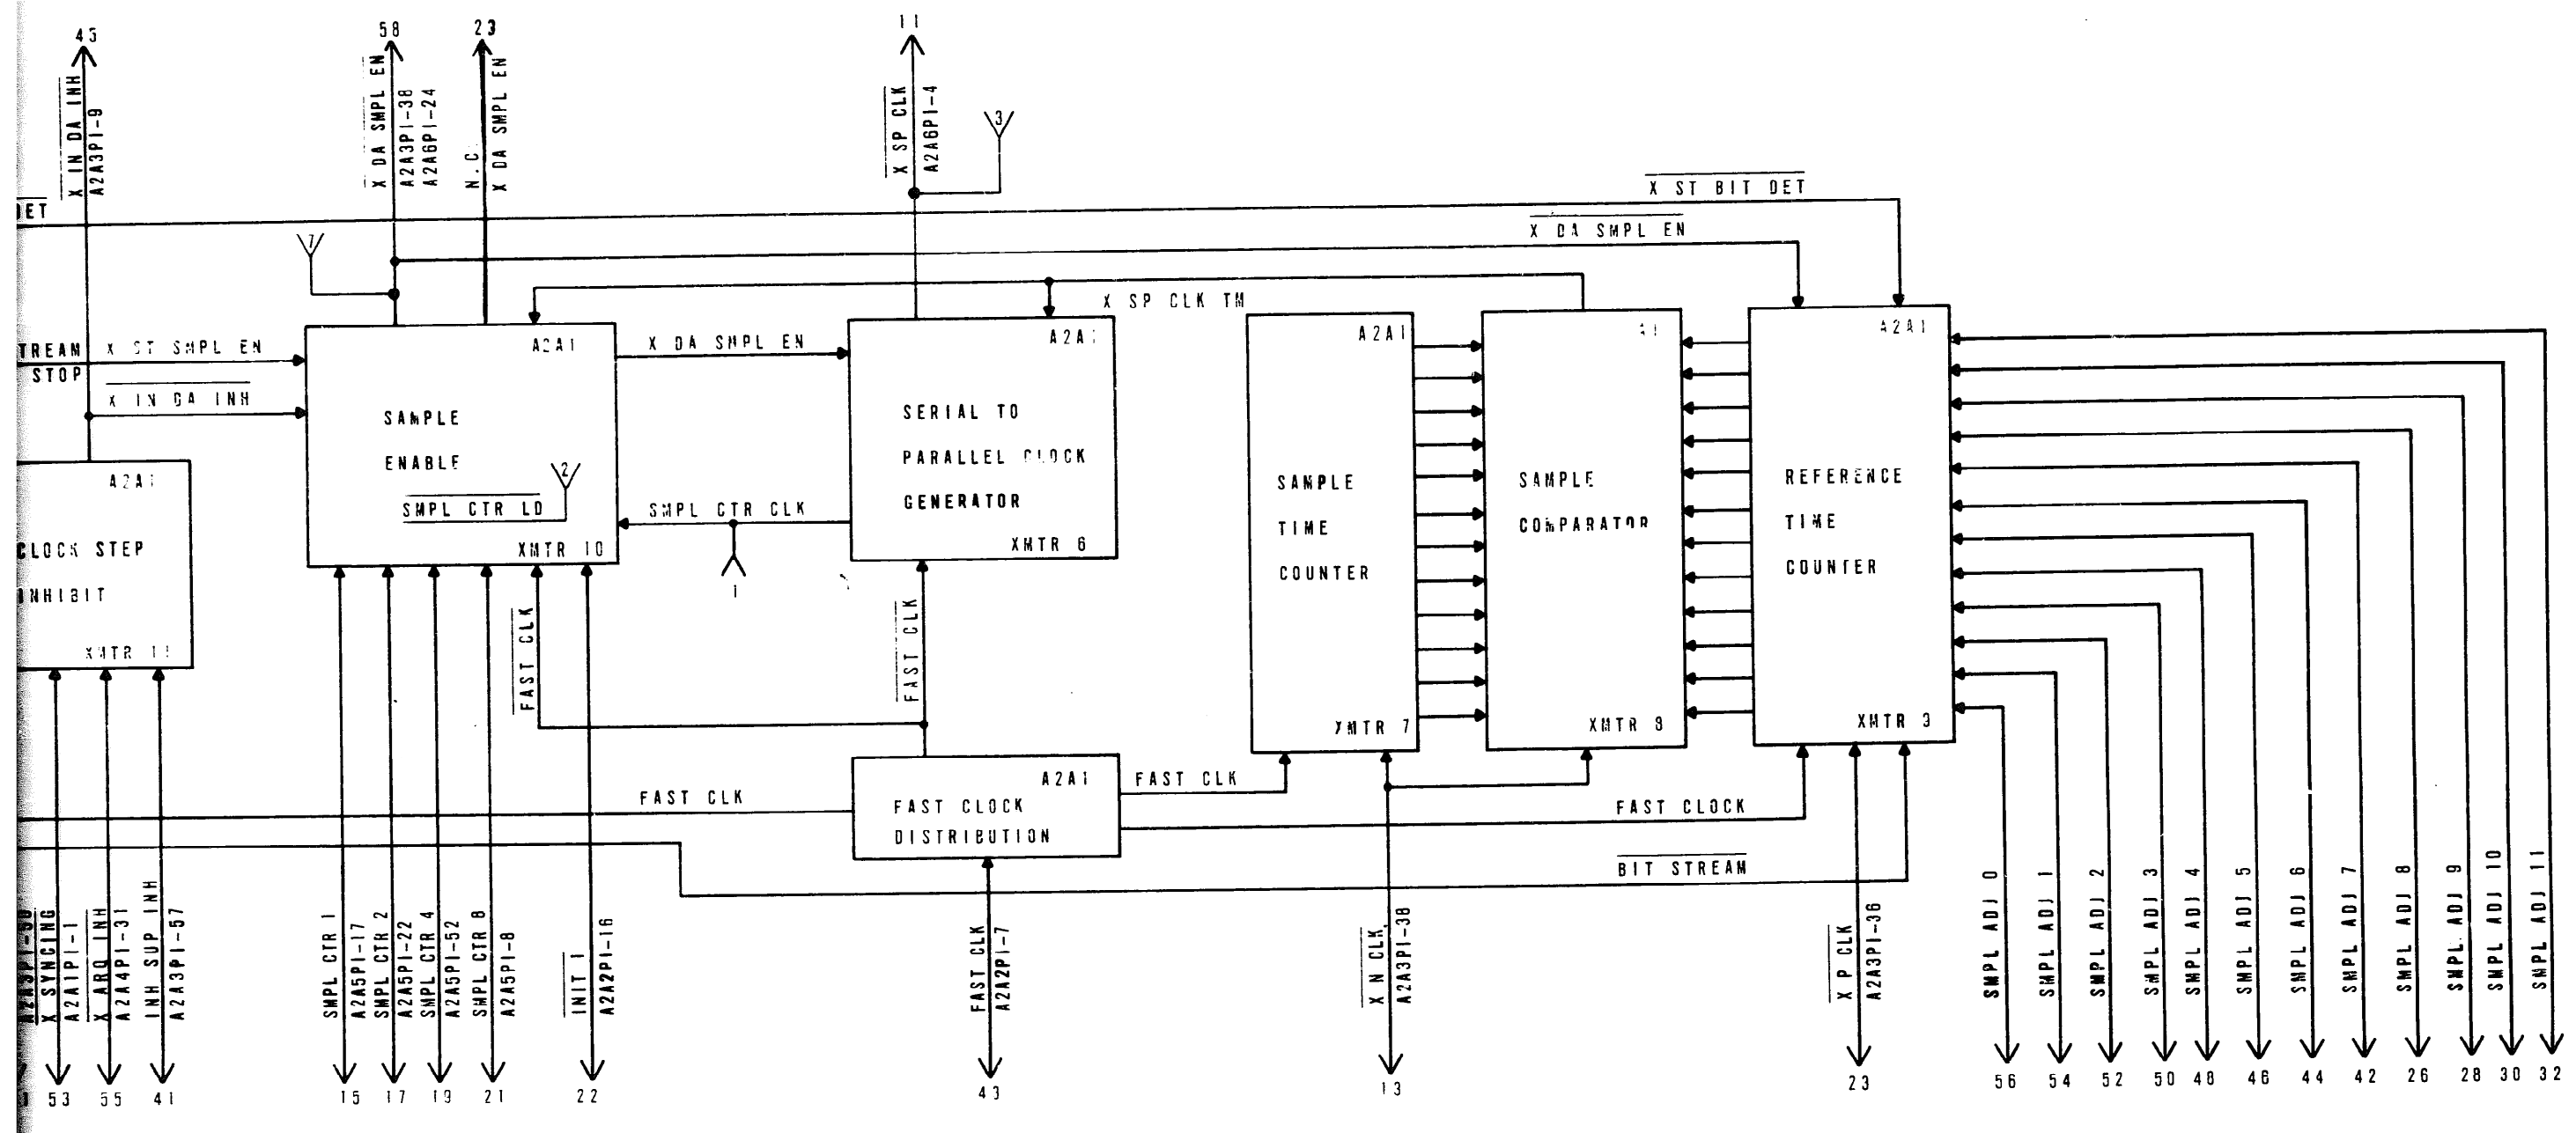 45
58
23
11
X IN DA INH
A2A3P1-9
X DA SMPL EN
A2A3P1-38
A2A6P1-24
N.C.
X DA SMPL EN
X SP CLK
A2A6P1-4
3
X ST BIT DET
DET
X DA SMPL EN
7
X SP CLK TM
TREAM
STOP
X ST SMPL EN
X IN DA INH
A2A1
SAMPLE
ENABLE
2
SMPL CTR LD
XMTR 10
X DA SMPL EN
SMPL CTR CLK
1
A2A1
SERIAL TO
PARALLEL CLOCK
GENERATOR
XMTR 6
A2A1
SAMPLE
TIME
COUNTER
XMTR 7
A1
SAMPLE
COMPARATOR
XMTR 8
A2A1
REFERENCE
TIME
COUNTER
XMTR 9
A2A1
CLOCK STEP
INHIBIT
XMTR 11
FAST CLK
FAST CLK
FAST CLK
A2A1
FAST CLOCK
DISTRIBUTION
FAST CLK
FAST CLOCK
BIT STREAM
X SYNCING
A2A1P1-1
X ARQ INH
A2A4P1-31
INH SUP INH
A2A3P1-57
SMPL CTR 1
A2A5P1-17
SMPL CTR 2
A2A5P1-22
SMPL CTR 4
A2A5P1-52
SMPL CTR 8
A2A5P1-8
INIT 1
A2A2P1-16
FAST CLK
A2A2P1-7
X N CLK
A2A3P1-38
X P CLK
A2A3P1-36
SMPL ADJ 0
SMPL ADJ 1
SMPL ADJ 2
SMPL ADJ 3
SMPL ADJ 4
SMPL ADJ 5
SMPL ADJ 6
SMPL ADJ 7
SMPL ADJ 8
SMPL ADJ 9
SMPL ADJ 10
SMPL ADJ 11
53 55 41
15 17 19 21 22
43
13
23
56 54 52 50 48 46 44 42 26 28 30 32